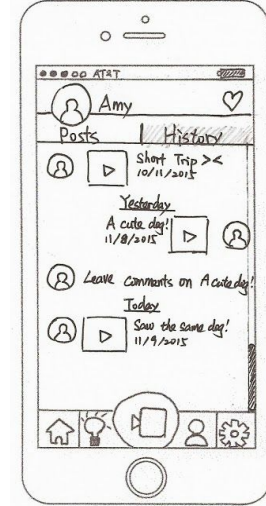 AT&T
Amy
Posts History
Short Trip ><
10/11/2015
Yesterday
A cute dog!
11/8/2015
Leave comments on A cute dog!
Today
Saw the same dog!
11/9/2015